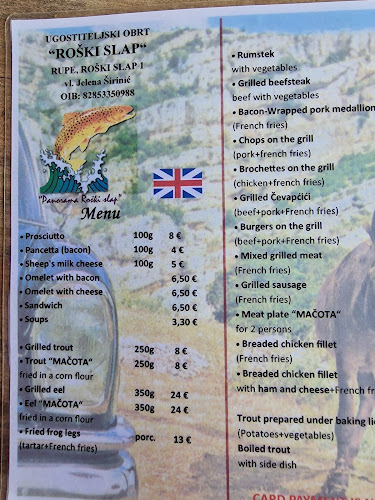 UGOSTITELJSKI OBRT
"ROŠKI SLAP"
RUPE, ROŠKI SLAP 1
vl. Jelena Širinić
OIB: 82853350988
"Panorama Roški slap"
Menu
• Prosciutto 100g 8 €
• Pancetta (bacon) 100g 4 €
• Sheep's milk cheese 100g 5 €
• Omelet with bacon 6,50 €
• Omelet with cheese 6,50 €
• Sandwich 6,50 €
• Soups 3,30 €
• Grilled trout 250g 8 €
• Trout "MAČOTA" 250g 8 €
fried in a corn flour
• Grilled eel 350g 24 €
• Eel "MAČOTA" 350g 24 €
fried in a corn flour
• Fried frog legs porc. 13 €
(tartar+French fries)
• Rumstek
with vegetables
• Grilled beefsteak
beef with vegetables
• Bacon-Wrapped pork medallion
(French fries)
• Chops on the grill
(pork+french fries)
• Brochettes on the grill
(chicken+french fries)
• Grilled Čevapčići
(beef+pork+French fries)
• Burgers on the grill
(beef+pork+French fries)
• Mixed grilled meat
(French fries)
• Grilled sausage
(French fries)
• Meat plate "MAČOTA"
for 2 persons
• Breaded chicken fillet
(French fries)
• Breaded chicken fillet
with ham and cheese+French
Trout prepared under baking
(Potatoes+vegetables)
Boiled trout
with side dish
CARD